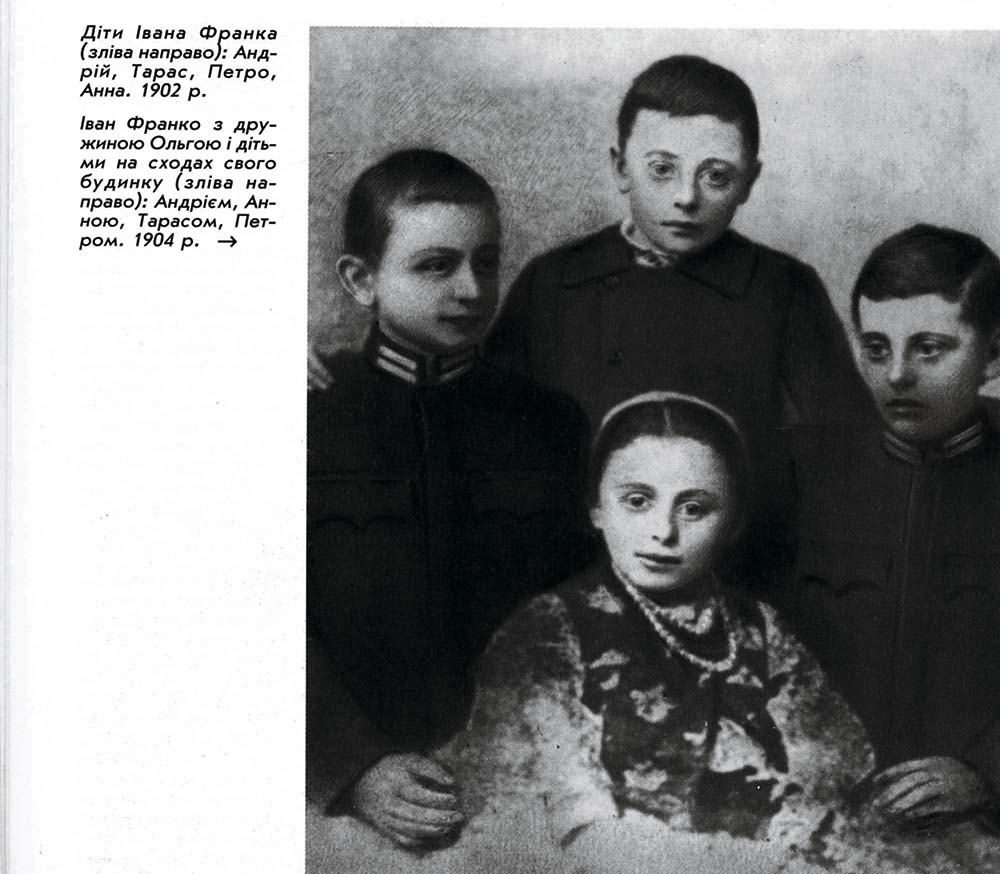 Діти Івана Франка
(зліва направо): Анд-
рій, Тарас, Петро,
Анна. 1902 р.
Іван Франко з дру-
жиною Ольгою і діть-
ми на сходах свого
будинку (зліва на-
право): Андрієм, Ан-
ною, Тарасом, Пет-
ром. 1904 р. →